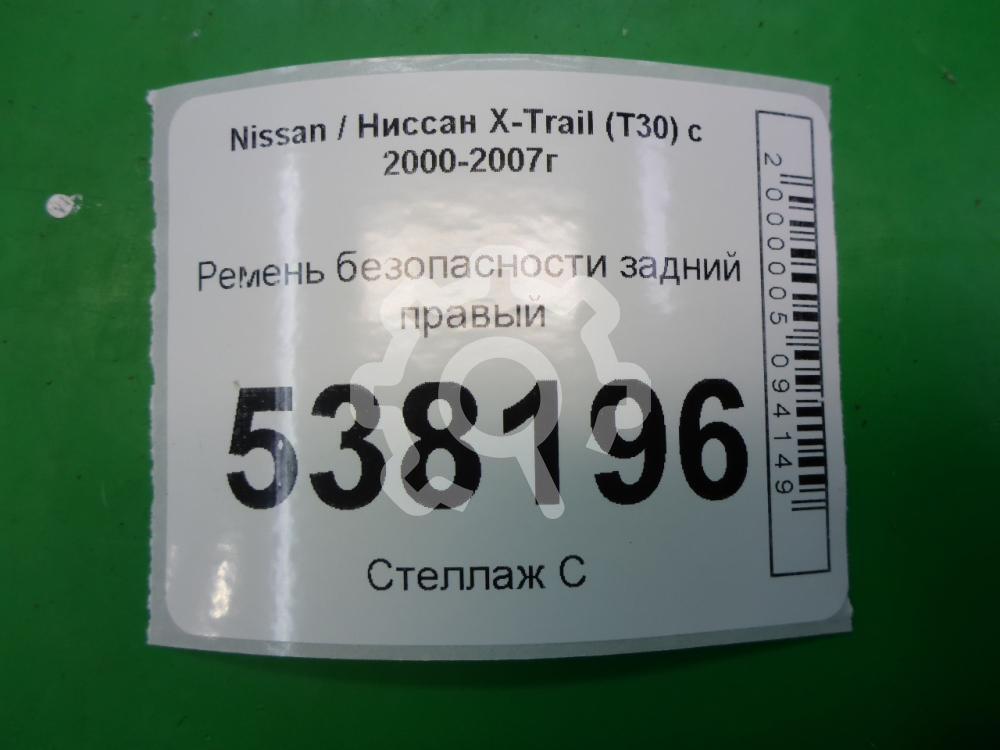 Nissan / Ниссан X-Trail (T30) с
2000-2007г
Ремень безопасности задний
правый
538196
Стеллаж С
2000005094149